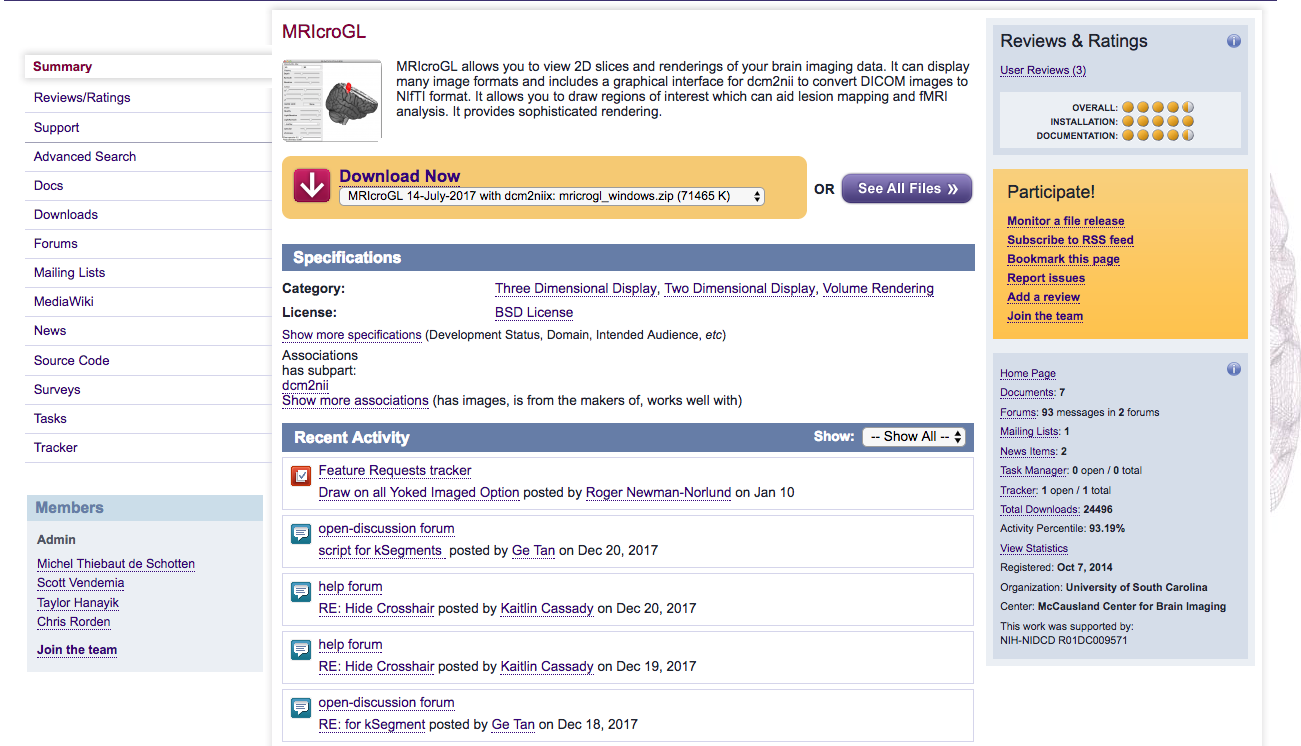 Summary
Reviews/Ratings
Support
Advanced Search
Docs
Downloads
Forums
Mailing Lists
MediaWiki
News
Source Code
Surveys
Tasks
Tracker
Members
Admin
Michel Thiebaut de Schotten
Scott Vendemia
Taylor Hanayik
Chris Rorden
Join the team
MRIcroGL
MRIcroGL allows you to view 2D slices and renderings of your brain imaging data. It can display
many image formats and includes a graphical interface for dcm2nii to convert DICOM images to
NIfTI format. It allows you to draw regions of interest which can aid lesion mapping and fMRI
analysis. It provides sophisticated rendering.
Download Now
MRIcroGL 14-July-2017 with dcm2niix: mricrogl_windows.zip (71465 K)
OR
See All Files »
Specifications
Category: Three Dimensional Display, Two Dimensional Display, Volume Rendering
License: BSD License
Show more specifications (Development Status, Domain, Intended Audience, etc)
Associations
has subpart:
dcm2nii
Show more associations (has images, is from the makers of, works well with)
Recent Activity Show: -- Show All --
Feature Requests tracker
Draw on all Yoked Imaged Option posted by Roger Newman-Norlund on Jan 10
open-discussion forum
script for kSegments posted by Ge Tan on Dec 20, 2017
help forum
RE: Hide Crosshair posted by Kaitlin Cassady on Dec 20, 2017
help forum
RE: Hide Crosshair posted by Kaitlin Cassady on Dec 19, 2017
open-discussion forum
RE: for kSegment posted by Ge Tan on Dec 18, 2017
Reviews & Ratings
User Reviews (3)
OVERALL:
INSTALLATION:
DOCUMENTATION:
Participate!
Monitor a file release
Subscribe to RSS feed
Bookmark this page
Report issues
Add a review
Join the team
Home Page
Documents: 7
Forums: 93 messages in 2 forums
Mailing Lists: 1
News Items: 2
Task Manager: 0 open / 0 total
Tracker: 1 open / 1 total
Total Downloads: 24496
Activity Percentile: 93.19%
View Statistics
Registered: Oct 7, 2014
Organization: University of South Carolina
Center: McCausland Center for Brain Imaging
This work was supported by:
NIH-NIDCD R01DC009571